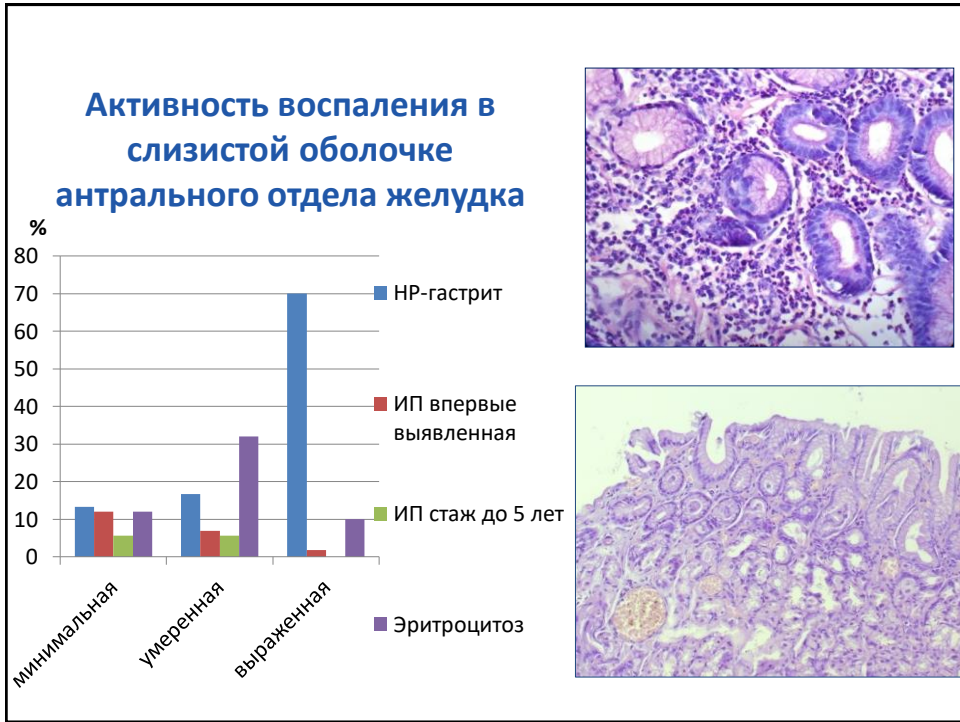 Активность воспаления в
слизистой оболочке
антрального отдела желудка
%
80
70
60
50
40
30
20
10
0
минимальная
умеренная
выраженная
НР-гастрит
ИП впервые
выявленная
ИП стаж до 5 лет
Эритроцитоз